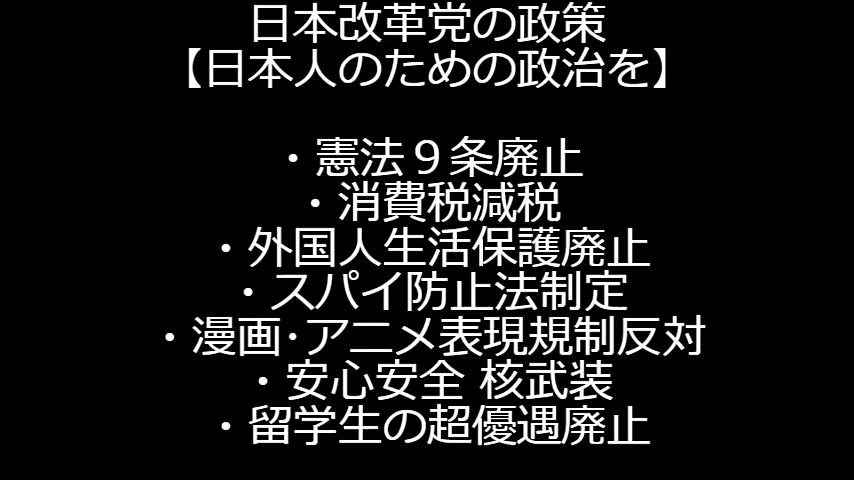 日本改革党の政策
【日本人のための政治を】
・憲法９条廃止
・消費税減税
・外国人生活保護廃止
・スパイ防止法制定
・漫画・アニメ表現規制反対
・安心安全 核武装
・留学生の超優遇廃止